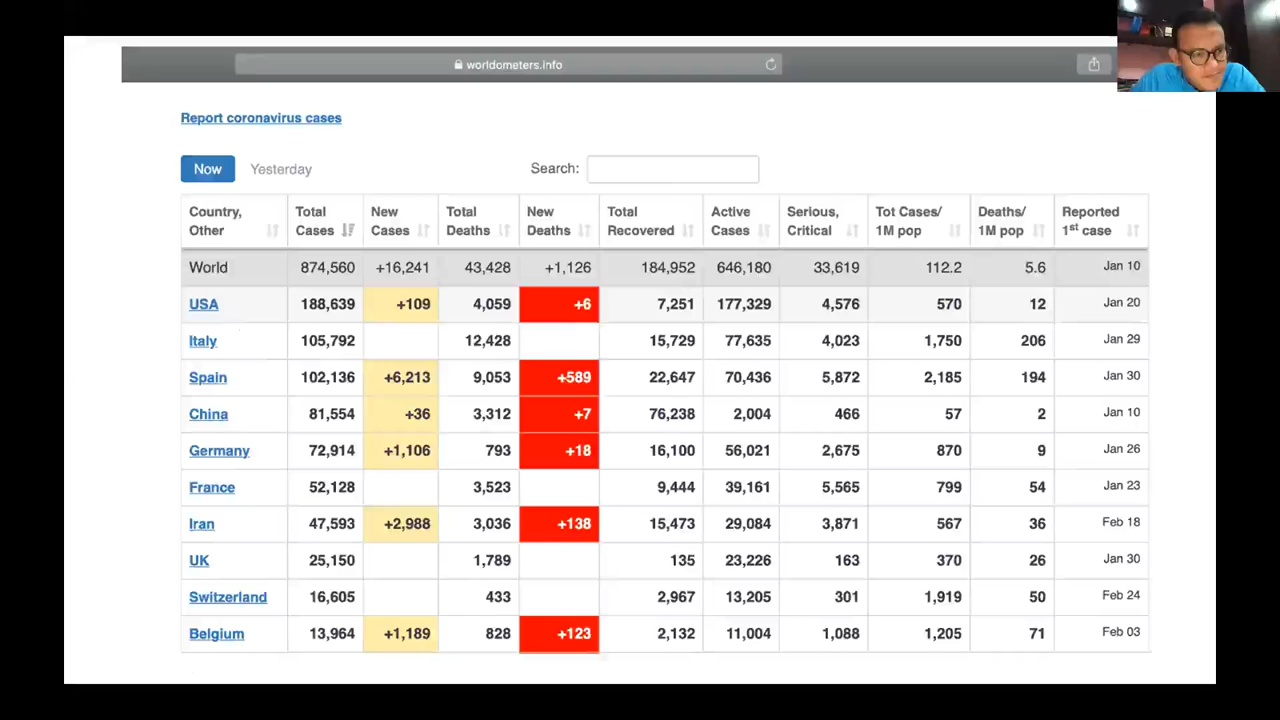 worldometers.info
Report coronavirus cases
Now Yesterday Search:
Country, Other Total Cases New Cases Total Deaths New Deaths Total Recovered Active Cases Serious, Critical Tot Cases/ 1M pop Deaths/ 1M pop Reported 1st case
World 874,560 +16,241 43,428 +1,126 184,952 646,180 33,619 112.2 5.6 Jan 10
USA 188,639 +109 4,059 +6 7,251 177,329 4,576 570 12 Jan 20
Italy 105,792 12,428 15,729 77,635 4,023 1,750 206 Jan 29
Spain 102,136 +6,213 9,053 +589 22,647 70,436 5,872 2,185 194 Jan 30
China 81,554 +36 3,312 +7 76,238 2,004 466 57 2 Jan 10
Germany 72,914 +1,106 793 +18 16,100 56,021 2,675 870 9 Jan 26
France 52,128 3,523 9,444 39,161 5,565 799 54 Jan 23
Iran 47,593 +2,988 3,036 +138 15,473 29,084 3,871 567 36 Feb 18
UK 25,150 1,789 135 23,226 163 370 26 Jan 30
Switzerland 16,605 433 2,967 13,205 301 1,919 50 Feb 24
Belgium 13,964 +1,189 828 +123 2,132 11,004 1,088 1,205 71 Feb 03